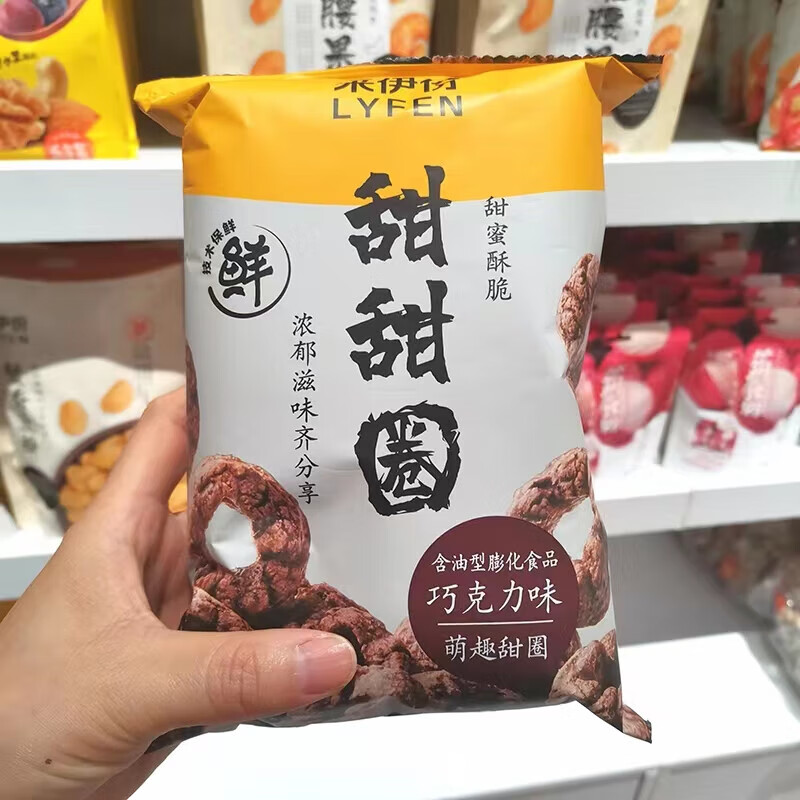 腰果
来伊份
LYFEN
甜甜圈
甜蜜酥脆
技术保鲜
鲜
浓郁滋味齐分享
含油型膨化食品
巧克力味
萌趣甜圈